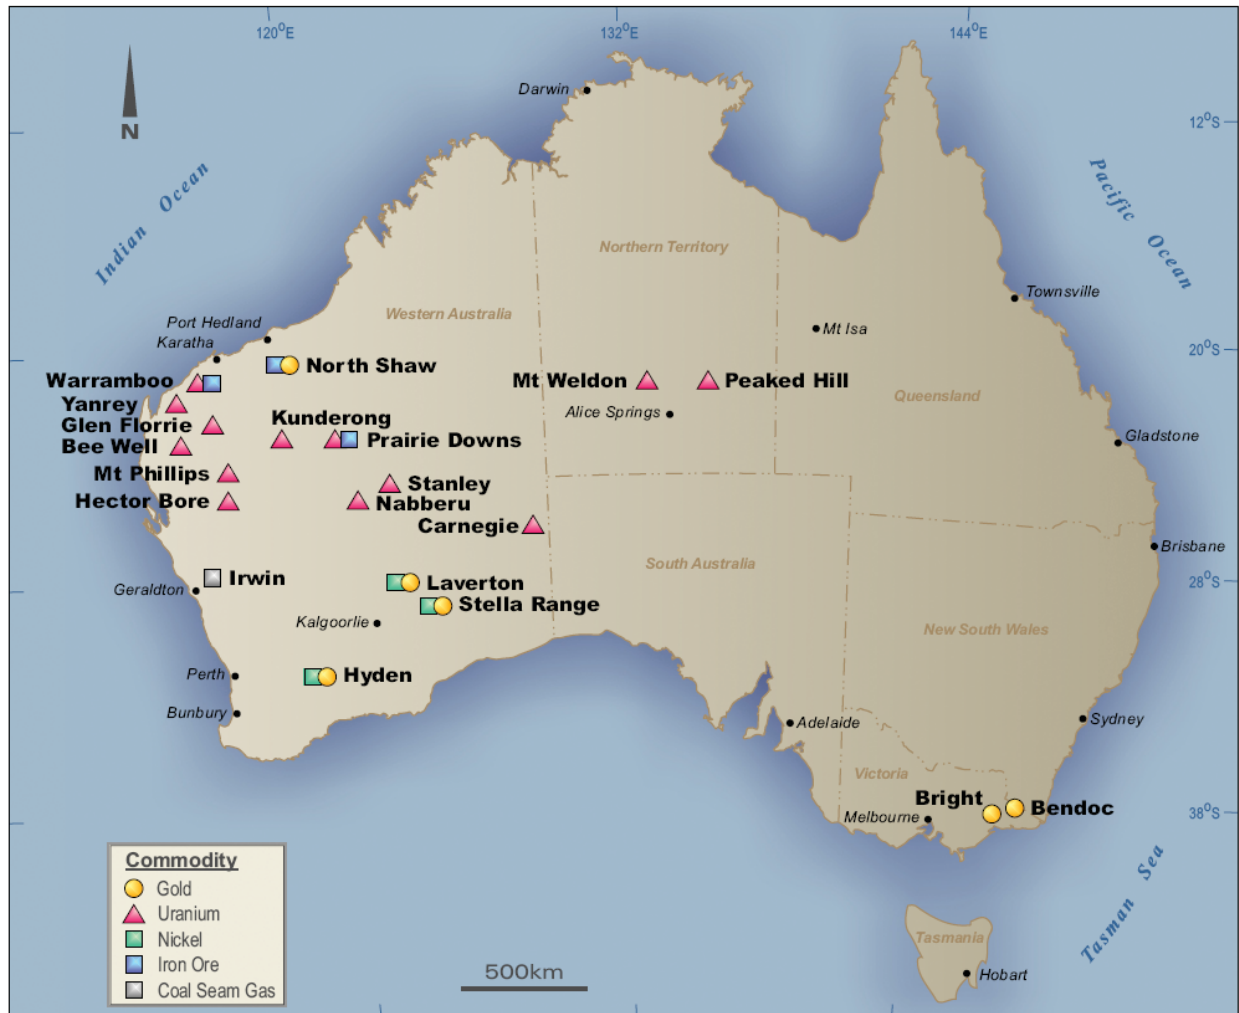 120°E
132°E
144°E
N
Darwin
12°S
Indian Ocean
Pacific Ocean
Northern Territory
Western Australia
Townsville
Port Hedland
Karatha
Mt Isa
20°S
North Shaw
Warramboo
Mt Weldon
Peaked Hill
Yanrey
Queensland
Alice Springs
Glen Florrie
Kunderong
Gladstone
Bee Well
Prairie Downs
Mt Phillips
Stanley
Hector Bore
Nabberu
Carnegie
Brisbane
South Australia
Irwin
Laverton
28°S
Geraldton
Stella Range
Kalgoorlie
New South Wales
Perth
Hyden
Bunbury
Adelaide
Sydney
Victoria
Bright
Bendoc
Melbourne
38°S
Tasman Sea
Commodity
Gold
Uranium
Nickel
Iron Ore
Coal Seam Gas
Tasmania
500km
Hobart